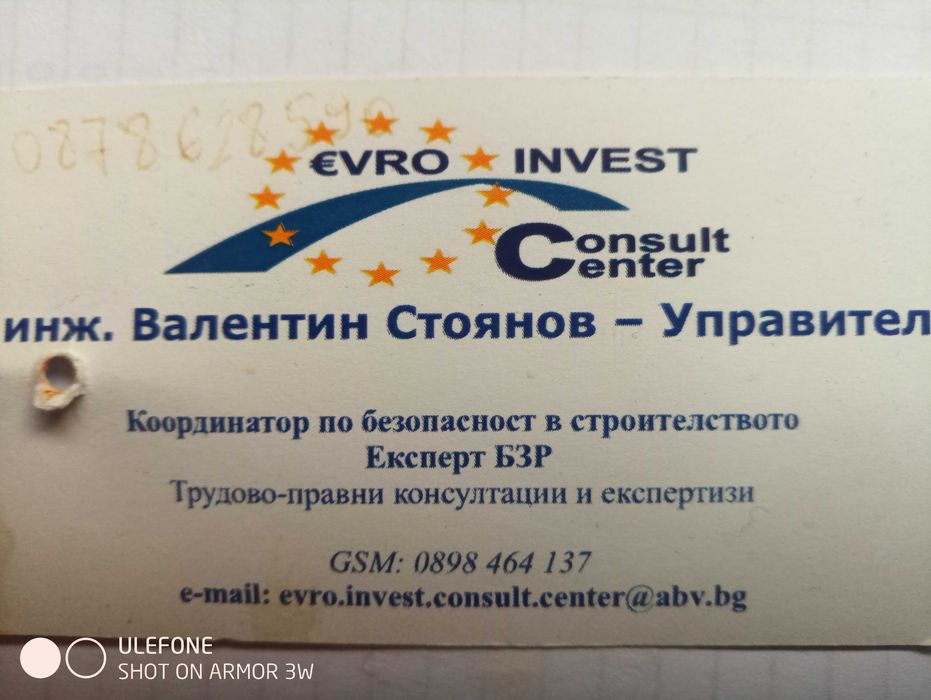 0878628590
€VRO INVEST
Consult
Center
инж. Валентин Стоянов – Управител
Координатор по безопасност в строителството
Експерт БЗР
Трудово-правни консултации и експертизи
GSM: 0898 464 137
e-mail: evro.invest.consult.center@abv.bg
ULEFONE
SHOT ON ARMOR 3W